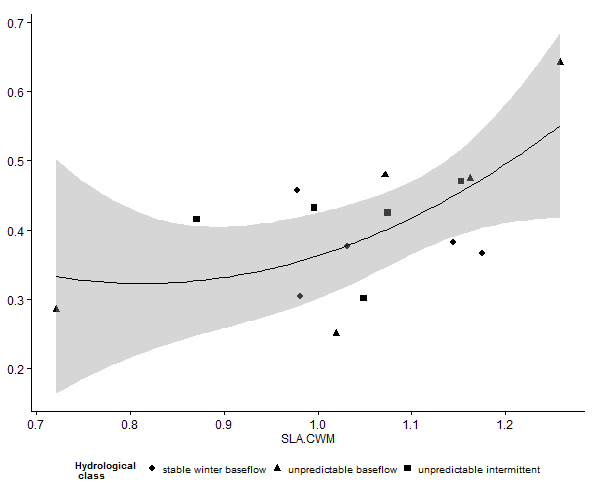 0.7
0.6
0.5
0.4
0.3
0.2
0.7 0.8 0.9 1.0 1.1 1.2
SLA.CWM
Hydrological
class
stable winter baseflow unpredictable baseflow unpredictable intermittent